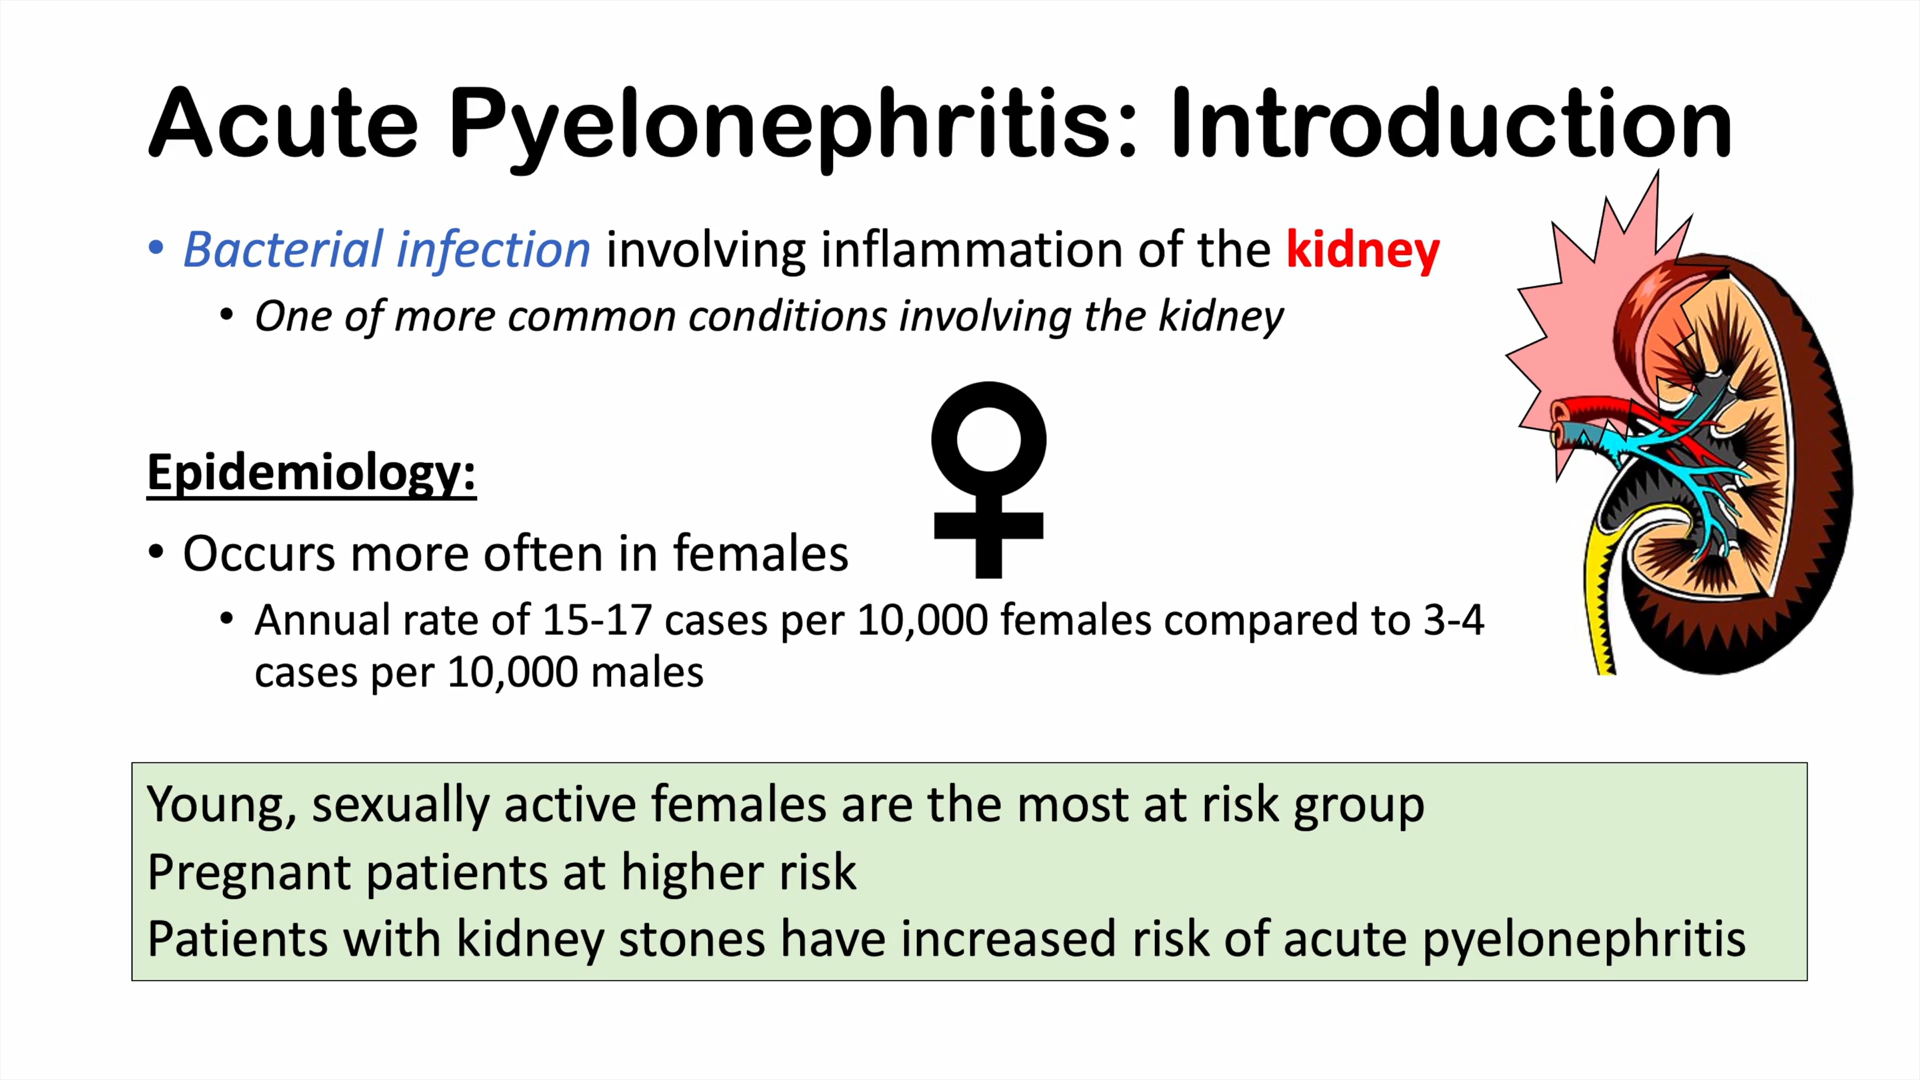 Acute Pyelonephritis: Introduction
• Bacterial infection involving inflammation of the kidney
• One of more common conditions involving the kidney
Epidemiology:
• Occurs more often in females
• Annual rate of 15-17 cases per 10,000 females compared to 3-4
cases per 10,000 males
Young, sexually active females are the most at risk group
Pregnant patients at higher risk
Patients with kidney stones have increased risk of acute pyelonephritis